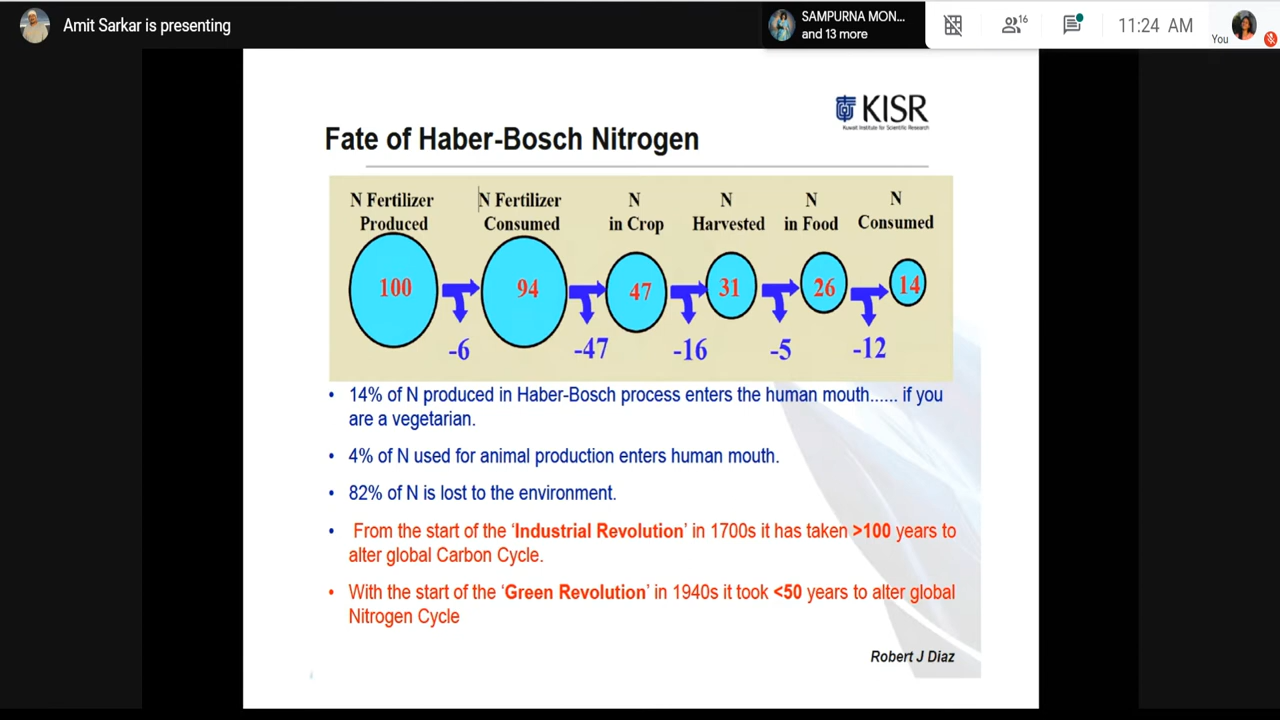 Amit Sarkar is presenting
SAMPURNA MON...
and 13 more
16
11:24 AM
You
KISR
Kuwait Institute for Scientific Research
Fate of Haber-Bosch Nitrogen
N Fertilizer Produced
N Fertilizer Consumed
N in Crop
N Harvested
N in Food
N Consumed
100 94 47 31 26 14
-6 -47 -16 -5 -12
• 14% of N produced in Haber-Bosch process enters the human mouth...... if you
are a vegetarian.
• 4% of N used for animal production enters human mouth.
• 82% of N is lost to the environment.
• From the start of the 'Industrial Revolution' in 1700s it has taken >100 years to
alter global Carbon Cycle.
• With the start of the 'Green Revolution' in 1940s it took <50 years to alter global
Nitrogen Cycle
Robert J Diaz